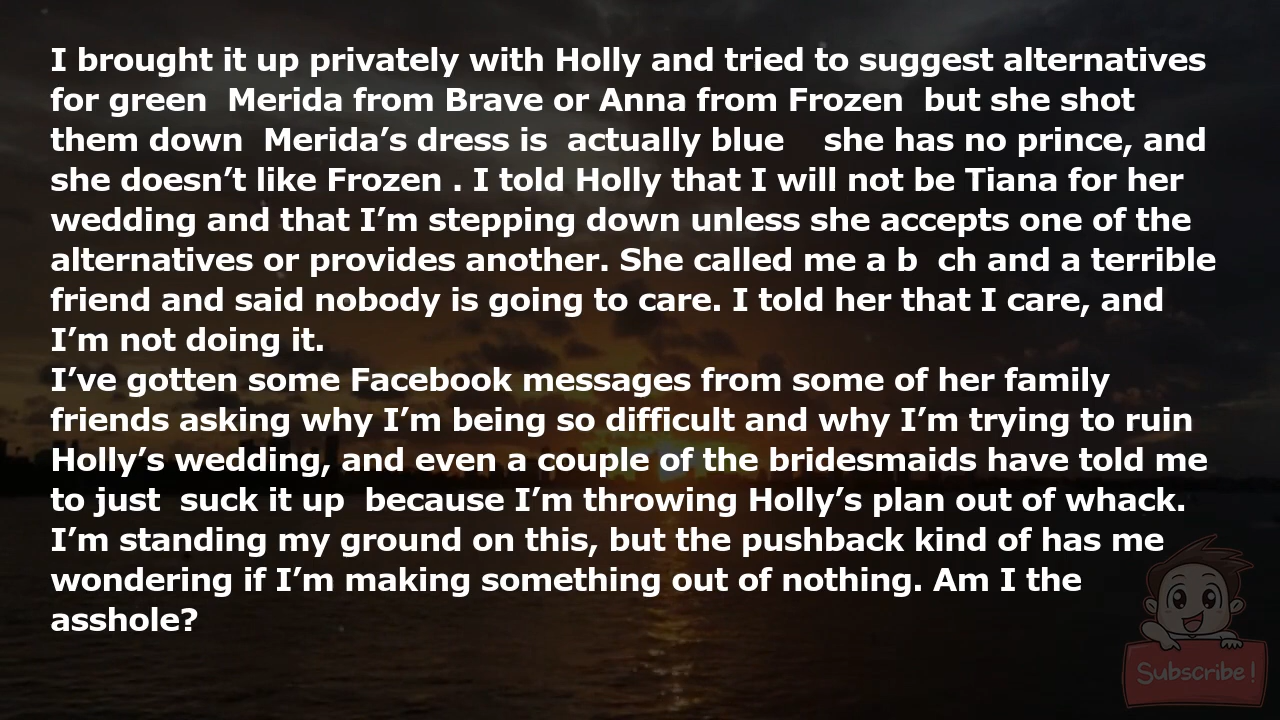 I brought it up privately with Holly and tried to suggest alternatives
for green  Merida from Brave or Anna from Frozen  but she shot
them down  Merida’s dress is  actually blue    she has no prince, and
she doesn’t like Frozen . I told Holly that I will not be Tiana for her
wedding and that I’m stepping down unless she accepts one of the
alternatives or provides another. She called me a b  ch and a terrible
friend and said nobody is going to care. I told her that I care, and
I’m not doing it.
I’ve gotten some Facebook messages from some of her family
friends asking why I’m being so difficult and why I’m trying to ruin
Holly’s wedding, and even a couple of the bridesmaids have told me
to just  suck it up  because I’m throwing Holly’s plan out of whack.
I’m standing my ground on this, but the pushback kind of has me
wondering if I’m making something out of nothing. Am I the
asshole?
Subscribe!